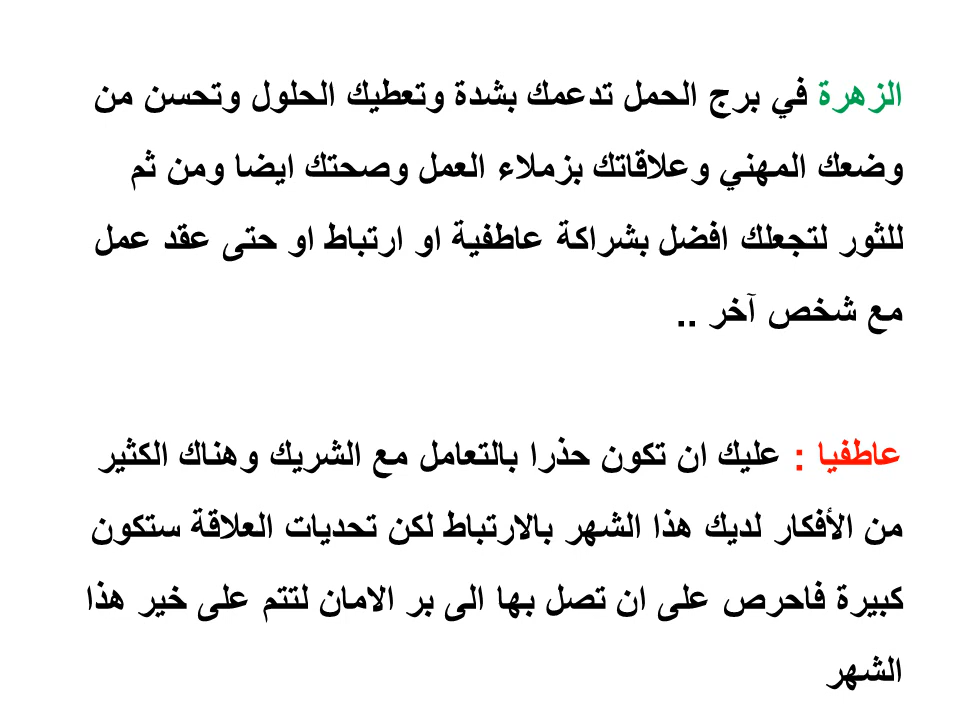 الزهرة في برج الحمل تدعمك بشدة وتعطيك الحلول وتحسن من
وضعك المهني وعلاقاتك بزملاء العمل وصحتك ايضا ومن ثم
للثور لتجعلك افضل بشراكة عاطفية او ارتباط او حتى عقد عمل
مع شخص آخر ..
عاطفيا : عليك ان تكون حذرا بالتعامل مع الشريك وهناك الكثير
من الأفكار لديك هذا الشهر بالارتباط لكن تحديات العلاقة ستكون
كبيرة فاحرص على ان تصل بها الى بر الامان لتتم على خير هذا
الشهر